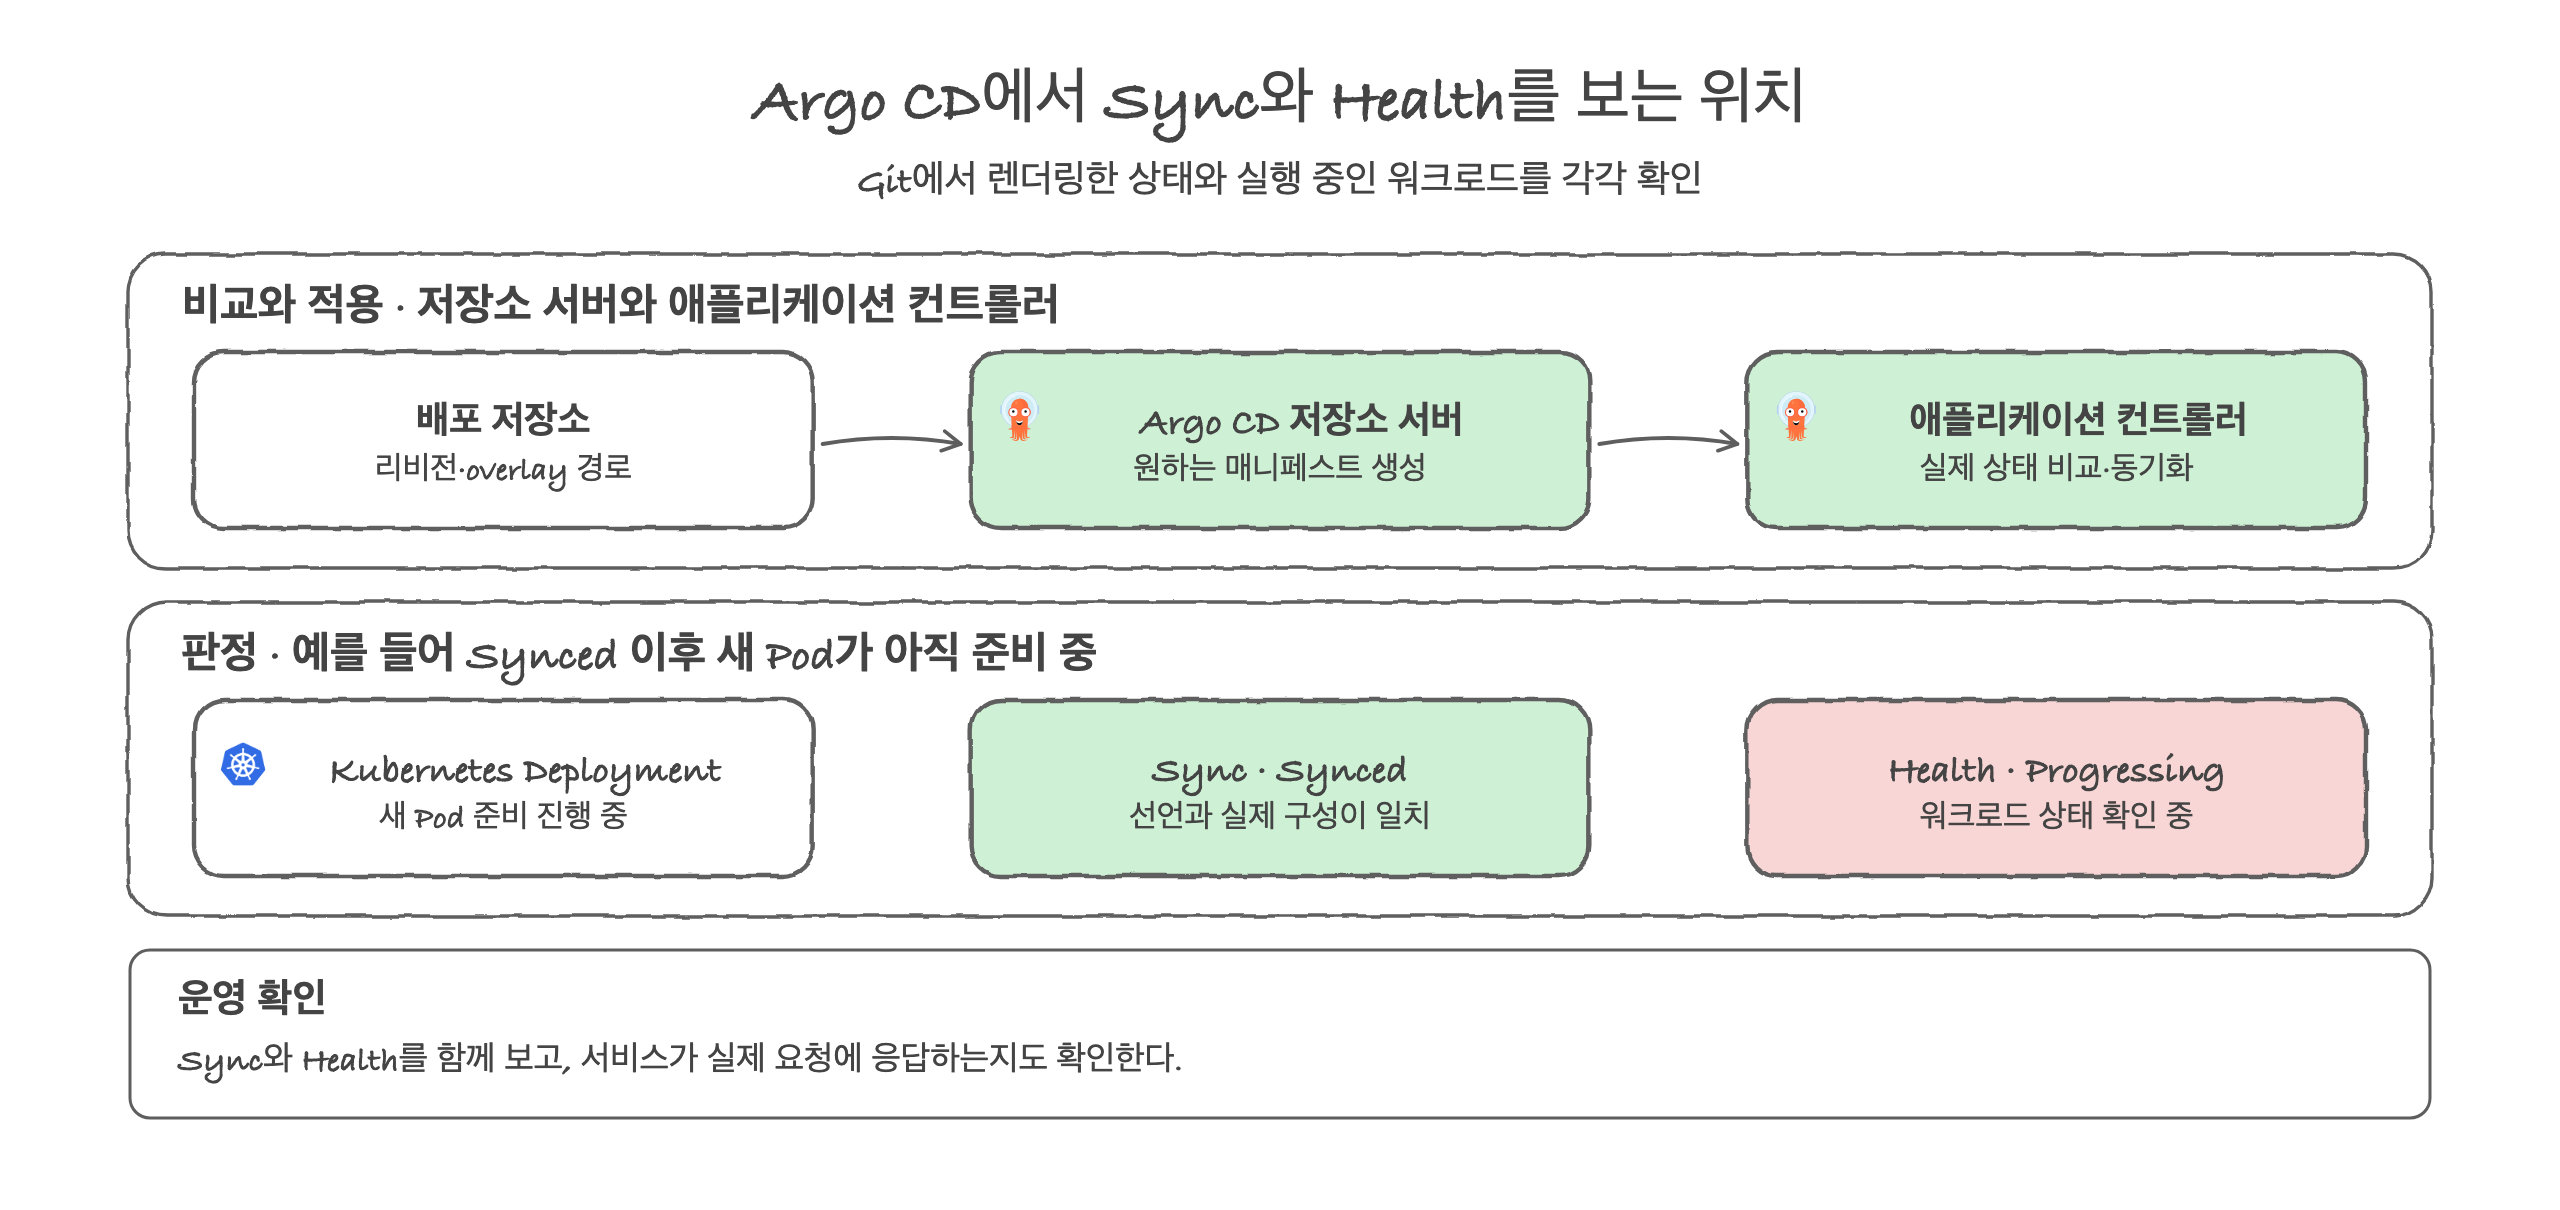 Argo CD에서 Sync와 Health를 보는 위치
Git에서 렌더링한 상태와 실행 중인 워크로드를 각각 확인
비교와 적용 · 저장소 서버와 애플리케이션 컨트롤러
배포 저장소
리비전·overlay 경로
Argo CD 저장소 서버
원하는 매니페스트 생성
애플리케이션 컨트롤러
실제 상태 비교·동기화
판정 · 예를 들어 Synced 이후 새 Pod가 아직 준비 중
Kubernetes Deployment
새 Pod 준비 진행 중
Sync · Synced
선언과 실제 구성이 일치
Health · Progressing
워크로드 상태 확인 중
운영 확인
Sync와 Health를 함께 보고, 서비스가 실제 요청에 응답하는지도 확인한다.